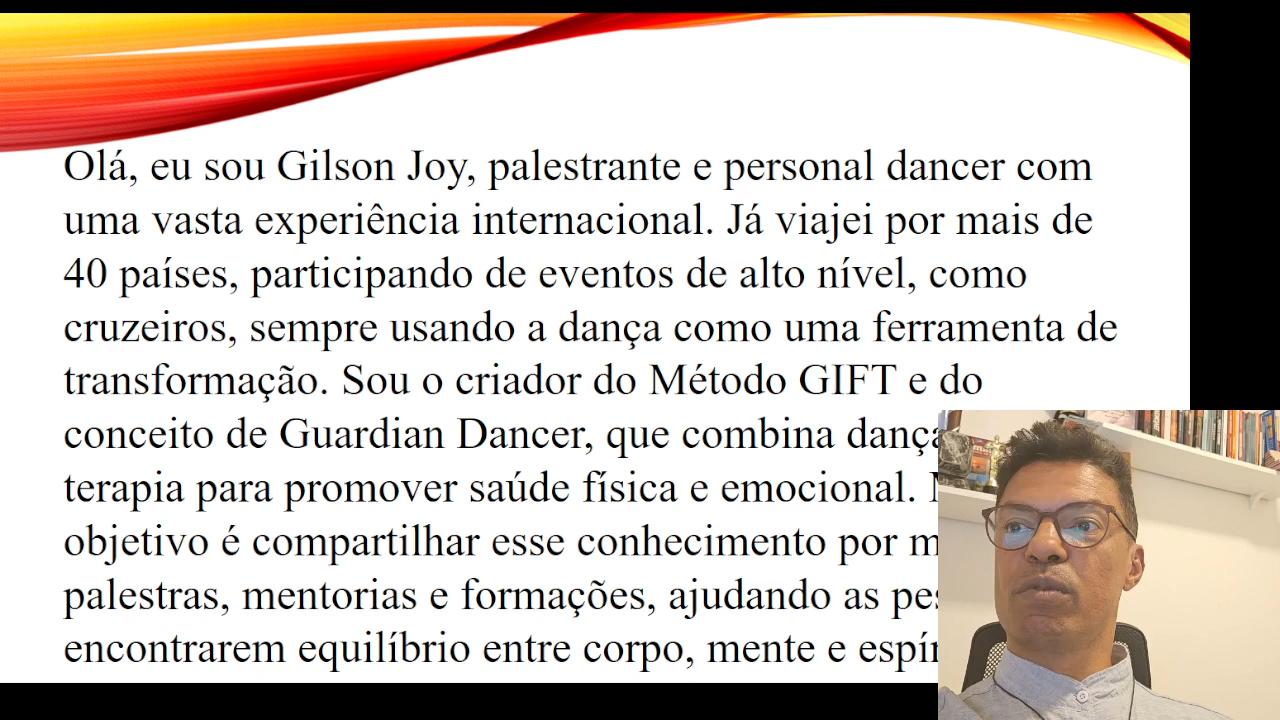 Olá, eu sou Gilson Joy, palestrante e personal dancer com
uma vasta experiência internacional. Já viajei por mais de
40 países, participando de eventos de alto nível, como
cruzeiros, sempre usando a dança como uma ferramenta de
transformação. Sou o criador do Método GIFT e do
conceito de Guardian Dancer, que combina dança
terapia para promover saúde física e emocional.
objetivo é compartilhar esse conhecimento por
palestras, mentorias e formações, ajudando as
encontrarem equilíbrio entre corpo, mente e